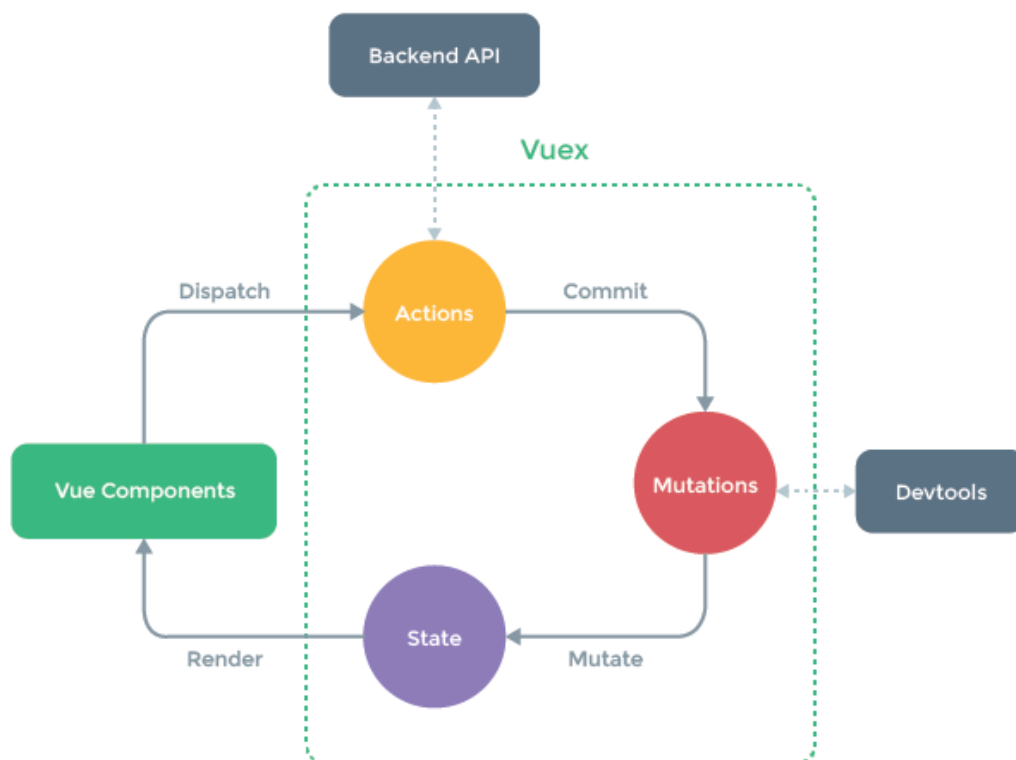 Backend API
Vuex
Dispatch
Commit
Actions
Vue Components
Mutations
Devtools
State
Render
Mutate